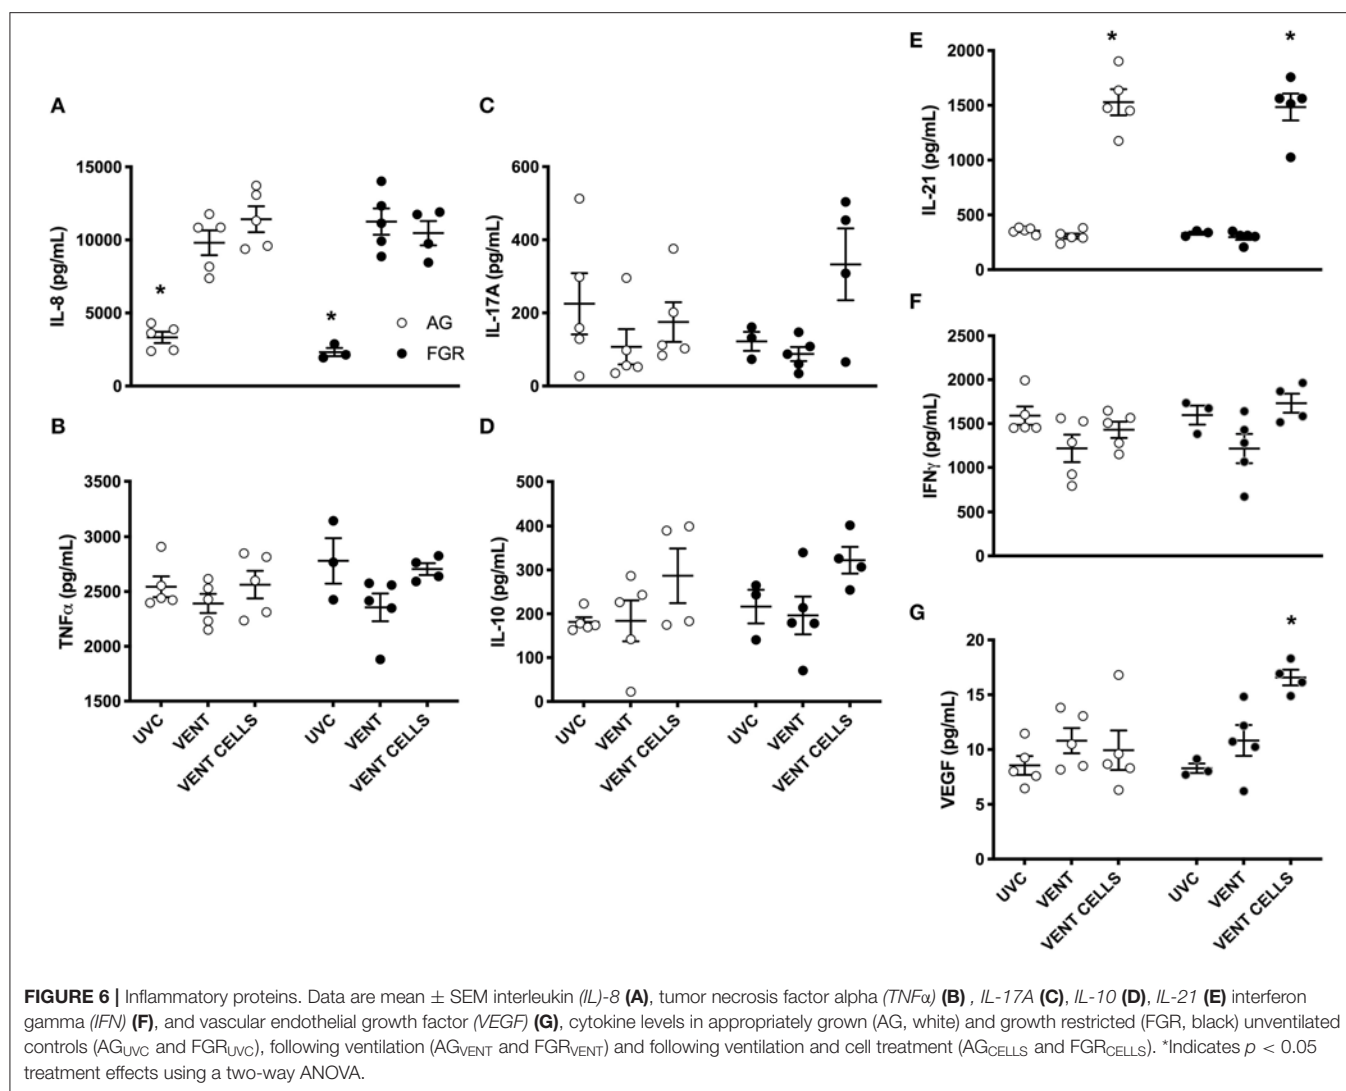 A
IL-8 (pg/mL)
15000
10000
5000
0
*
*
AG
FGR
B
TNFα (pg/mL)
3500
3000
2500
2000
1500
UVC
VENT
VENT CELLS
UVC
VENT
VENT CELLS
C
IL-17A (pg/mL)
600
400
200
0
D
IL-10 (pg/mL)
500
400
300
200
100
0
UVC
VENT
VENT CELLS
UVC
VENT
VENT CELLS
E
IL-21 (pg/mL)
2000
1500
1000
500
0
*
*
F
IFNγ (pg/mL)
2500
2000
1500
1000
500
0
G
VEGF (pg/mL)
20
15
10
5
0
*
UVC
VENT
VENT CELLS
UVC
VENT
VENT CELLS
FIGURE 6 | Inflammatory proteins. Data are mean ± SEM interleukin (IL)-8 (A), tumor necrosis factor alpha (TNFα) (B) , IL-17A (C), IL-10 (D), IL-21 (E) interferon
gamma (IFN) (F), and vascular endothelial growth factor (VEGF) (G), cytokine levels in appropriately grown (AG, white) and growth restricted (FGR, black) unventilated
controls (AGUVC and FGRUVC), following ventilation (AGVENT and FGRVENT) and following ventilation and cell treatment (AGCELLS and FGRCELLS). *Indicates p < 0.05
treatment effects using a two-way ANOVA.